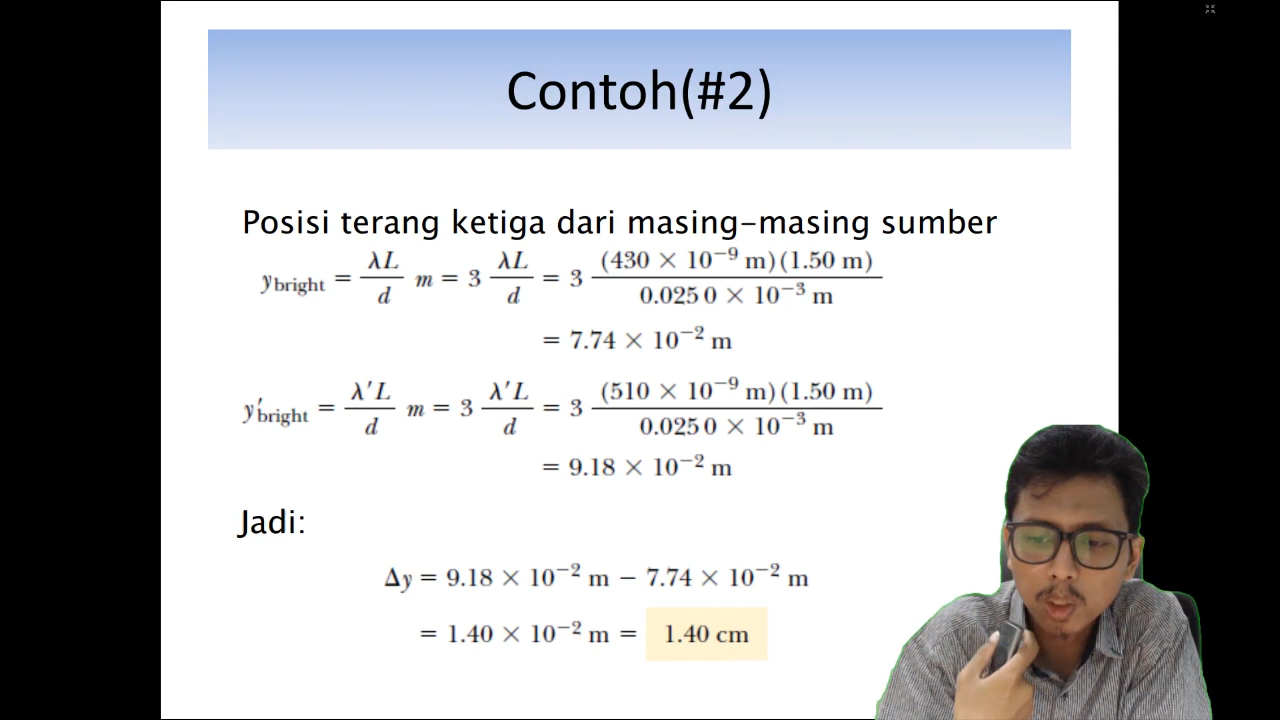 Contoh(#2)
Posisi terang ketiga dari masing-masing sumber
y_bright = λL/d m = 3 λL/d = 3 (430 × 10⁻⁹ m)(1.50 m)/0.025 0 × 10⁻³ m
= 7.74 × 10⁻² m
y′_bright = λ′L/d m = 3 λ′L/d = 3 (510 × 10⁻⁹ m)(1.50 m)/0.025 0 × 10⁻³ m
= 9.18 × 10⁻² m
Jadi:
Δy = 9.18 × 10⁻² m − 7.74 × 10⁻² m
= 1.40 × 10⁻² m = 1.40 cm